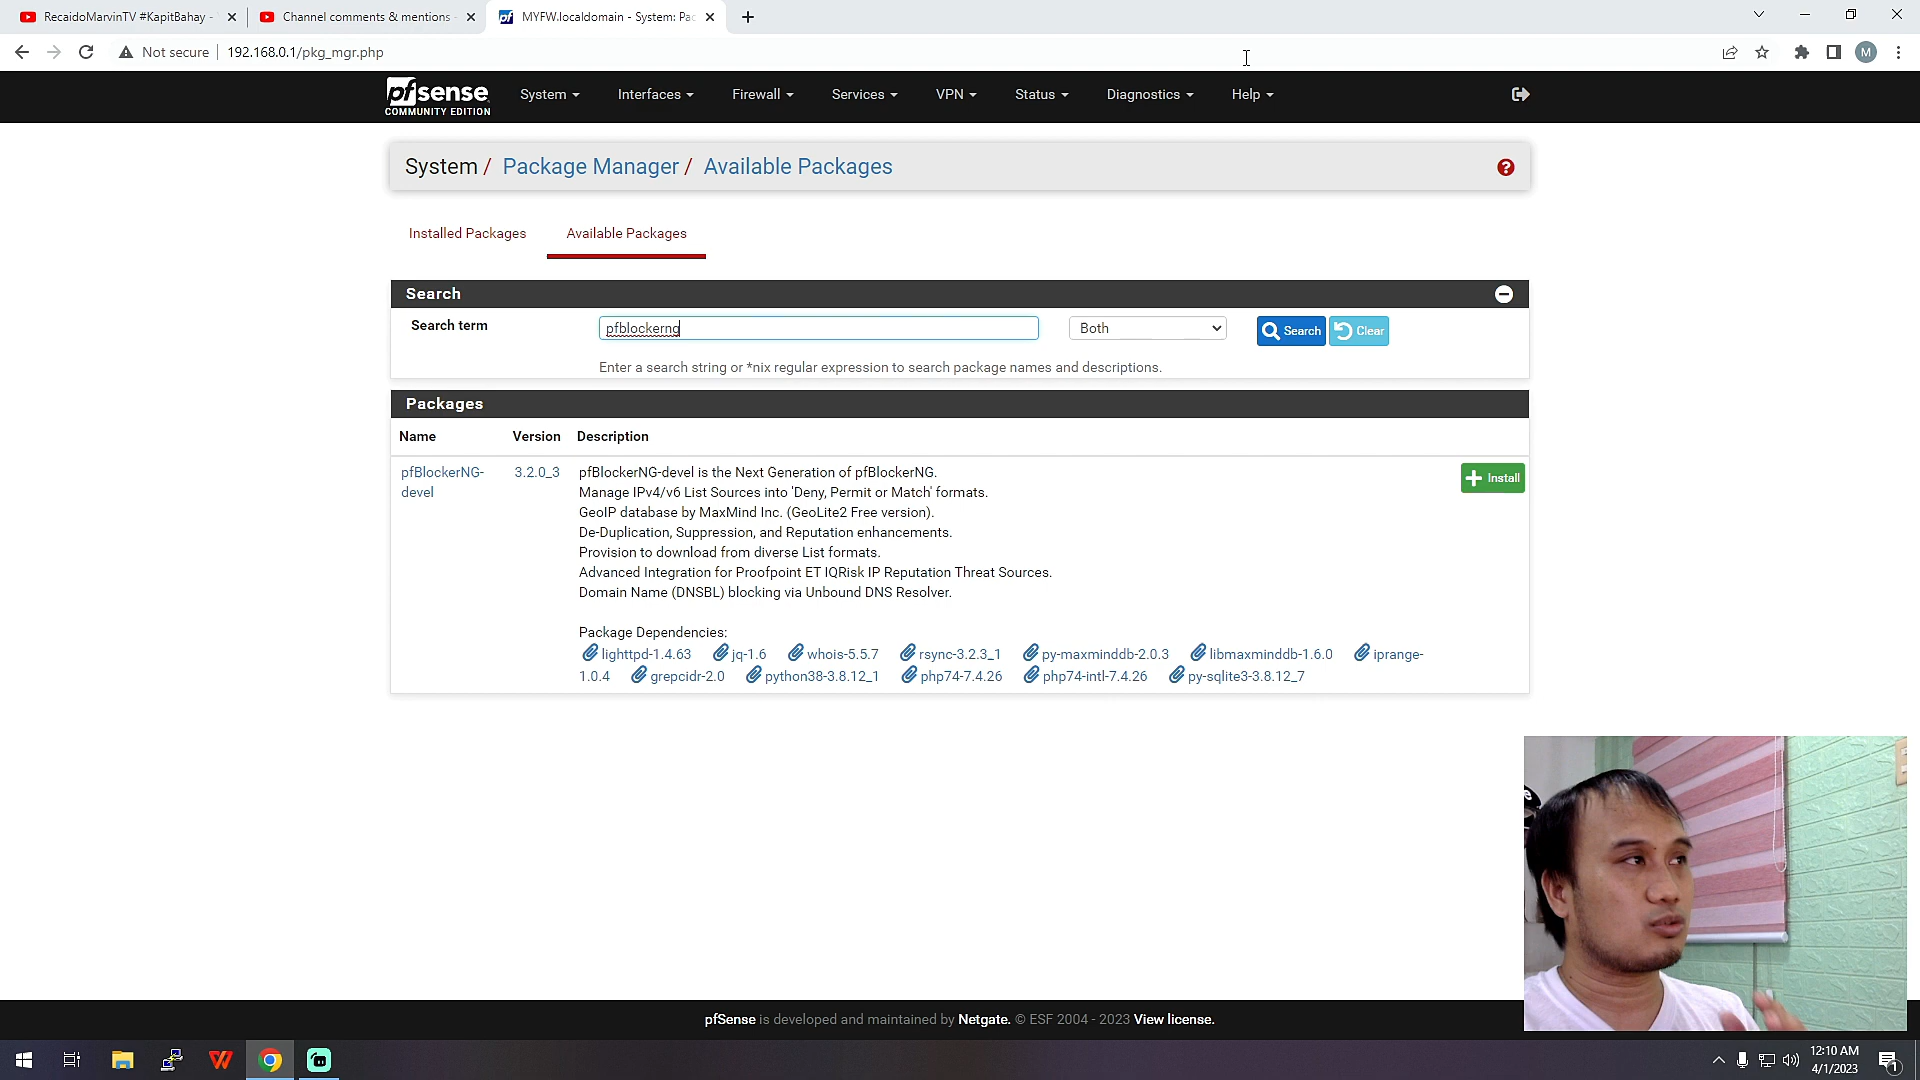 RecaidoMarvinTV #KapitBahay -
Channel comments & mentions
MYFW.localdomain - System: Pac
Not secure
192.168.0.1/pkg_mgr.php
M
pfsense
COMMUNITY EDITION
System
Interfaces
Firewall
Services
VPN
Status
Diagnostics
Help
System / Package Manager / Available Packages
Installed Packages
Available Packages
Search
Search term
pfblockerng
Both
Search
Clear
Enter a search string or *nix regular expression to search package names and descriptions.
Packages
Name
Version
Description
pfBlockerNG-
devel
3.2.0_3
pfBlockerNG-devel is the Next Generation of pfBlockerNG.
Manage IPv4/v6 List Sources into 'Deny, Permit or Match' formats.
GeoIP database by MaxMind Inc. (GeoLite2 Free version).
De-Duplication, Suppression, and Reputation enhancements.
Provision to download from diverse List formats.
Advanced Integration for Proofpoint ET IQRisk IP Reputation Threat Sources.
Domain Name (DNSBL) blocking via Unbound DNS Resolver.
Install
Package Dependencies:
lighttpd-1.4.63 jq-1.6 whois-5.5.7 rsync-3.2.3_1 py-maxminddb-2.0.3 libmaxminddb-1.6.0 iprange-
1.0.4 grepcidr-2.0 python38-3.8.12_1 php74-7.4.26 php74-intl-7.4.26 py-sqlite3-3.8.12_7
pfSense is developed and maintained by Netgate. © ESF 2004 - 2023 View license.
12:10 AM
4/1/2023
1